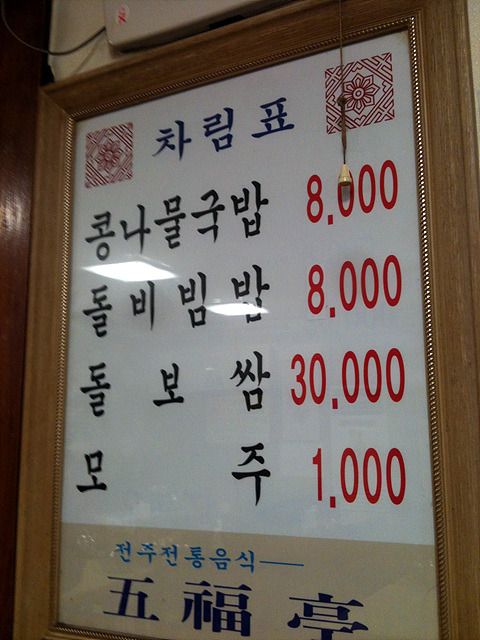 차림표
콩나물국밥 8,000
돌비빔밥 8,000
돌보쌈 30,000
모주 1,000
전주전통음식
五福亭